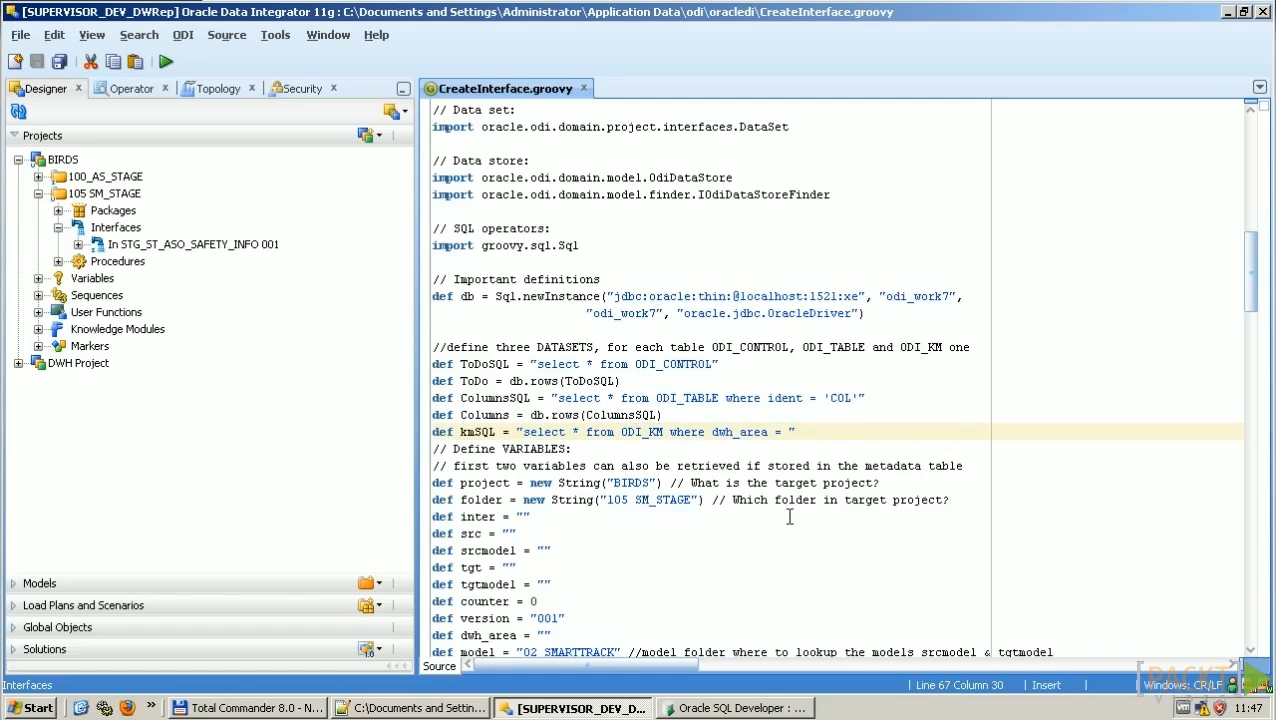 [SUPERVISOR_DEV_DWRep] Oracle Data Integrator 11g : C:\Documents and Settings\Administrator\Application Data\odi\oracledi\CreateInterface.groovy
File Edit View Search ODI Source Tools Window Help
Designer Operator Topology Security
CreateInterface.groovy
Projects
BIRDS
100_AS_STAGE
105 SM_STAGE
Packages
Interfaces
In STG_ST_ASO_SAFETY_INFO 001
Procedures
Variables
Sequences
User Functions
Knowledge Modules
Markers
DWH Project
Models
Load Plans and Scenarios
Global Objects
Solutions
// Data set:
import oracle.odi.domain.project.interfaces.DataSet
// Data store:
import oracle.odi.domain.model.OdiDataStore
import oracle.odi.domain.model.finder.IOdiDataStoreFinder
// SQL operators:
import groovy.sql.Sql
// Important definitions
def db = Sql.newInstance("jdbc:oracle:thin:@localhost:1521:xe", "odi_work7",
"odi_work7", "oracle.jdbc.OracleDriver")
//define three DATASETS, for each table ODI_CONTROL, ODI_TABLE and ODI_KM one
def ToDoSQL = "select * from ODI_CONTROL"
def ToDo = db.rows(ToDoSQL)
def ColumnsSQL = "select * from ODI_TABLE where ident = 'COL'"
def Columns = db.rows(ColumnsSQL)
def kmSQL = "select * from ODI_KM where dwh_area = "
// Define VARIABLES:
// first two variables can also be retrieved if stored in the metadata table
def project = new String("BIRDS") // What is the target project?
def folder = new String("105 SM_STAGE") // Which folder in target project?
def inter = ""
def src = ""
def srcmodel = ""
def tgt = ""
def tgtmodel = ""
def counter = 0
def version = "001"
def dwh_area = ""
def model = "02 SMARTTRACK" //model folder where to lookup the models srcmodel & tgtmodel
Source
Interfaces
Line 67 Column 30 Insert Windows: CR/LF
PACKT
Start
Total Commander 8.0 - N...
C:\Documents and Settin...
[SUPERVISOR_DEV_D...
Oracle SQL Developer : ...
11:47